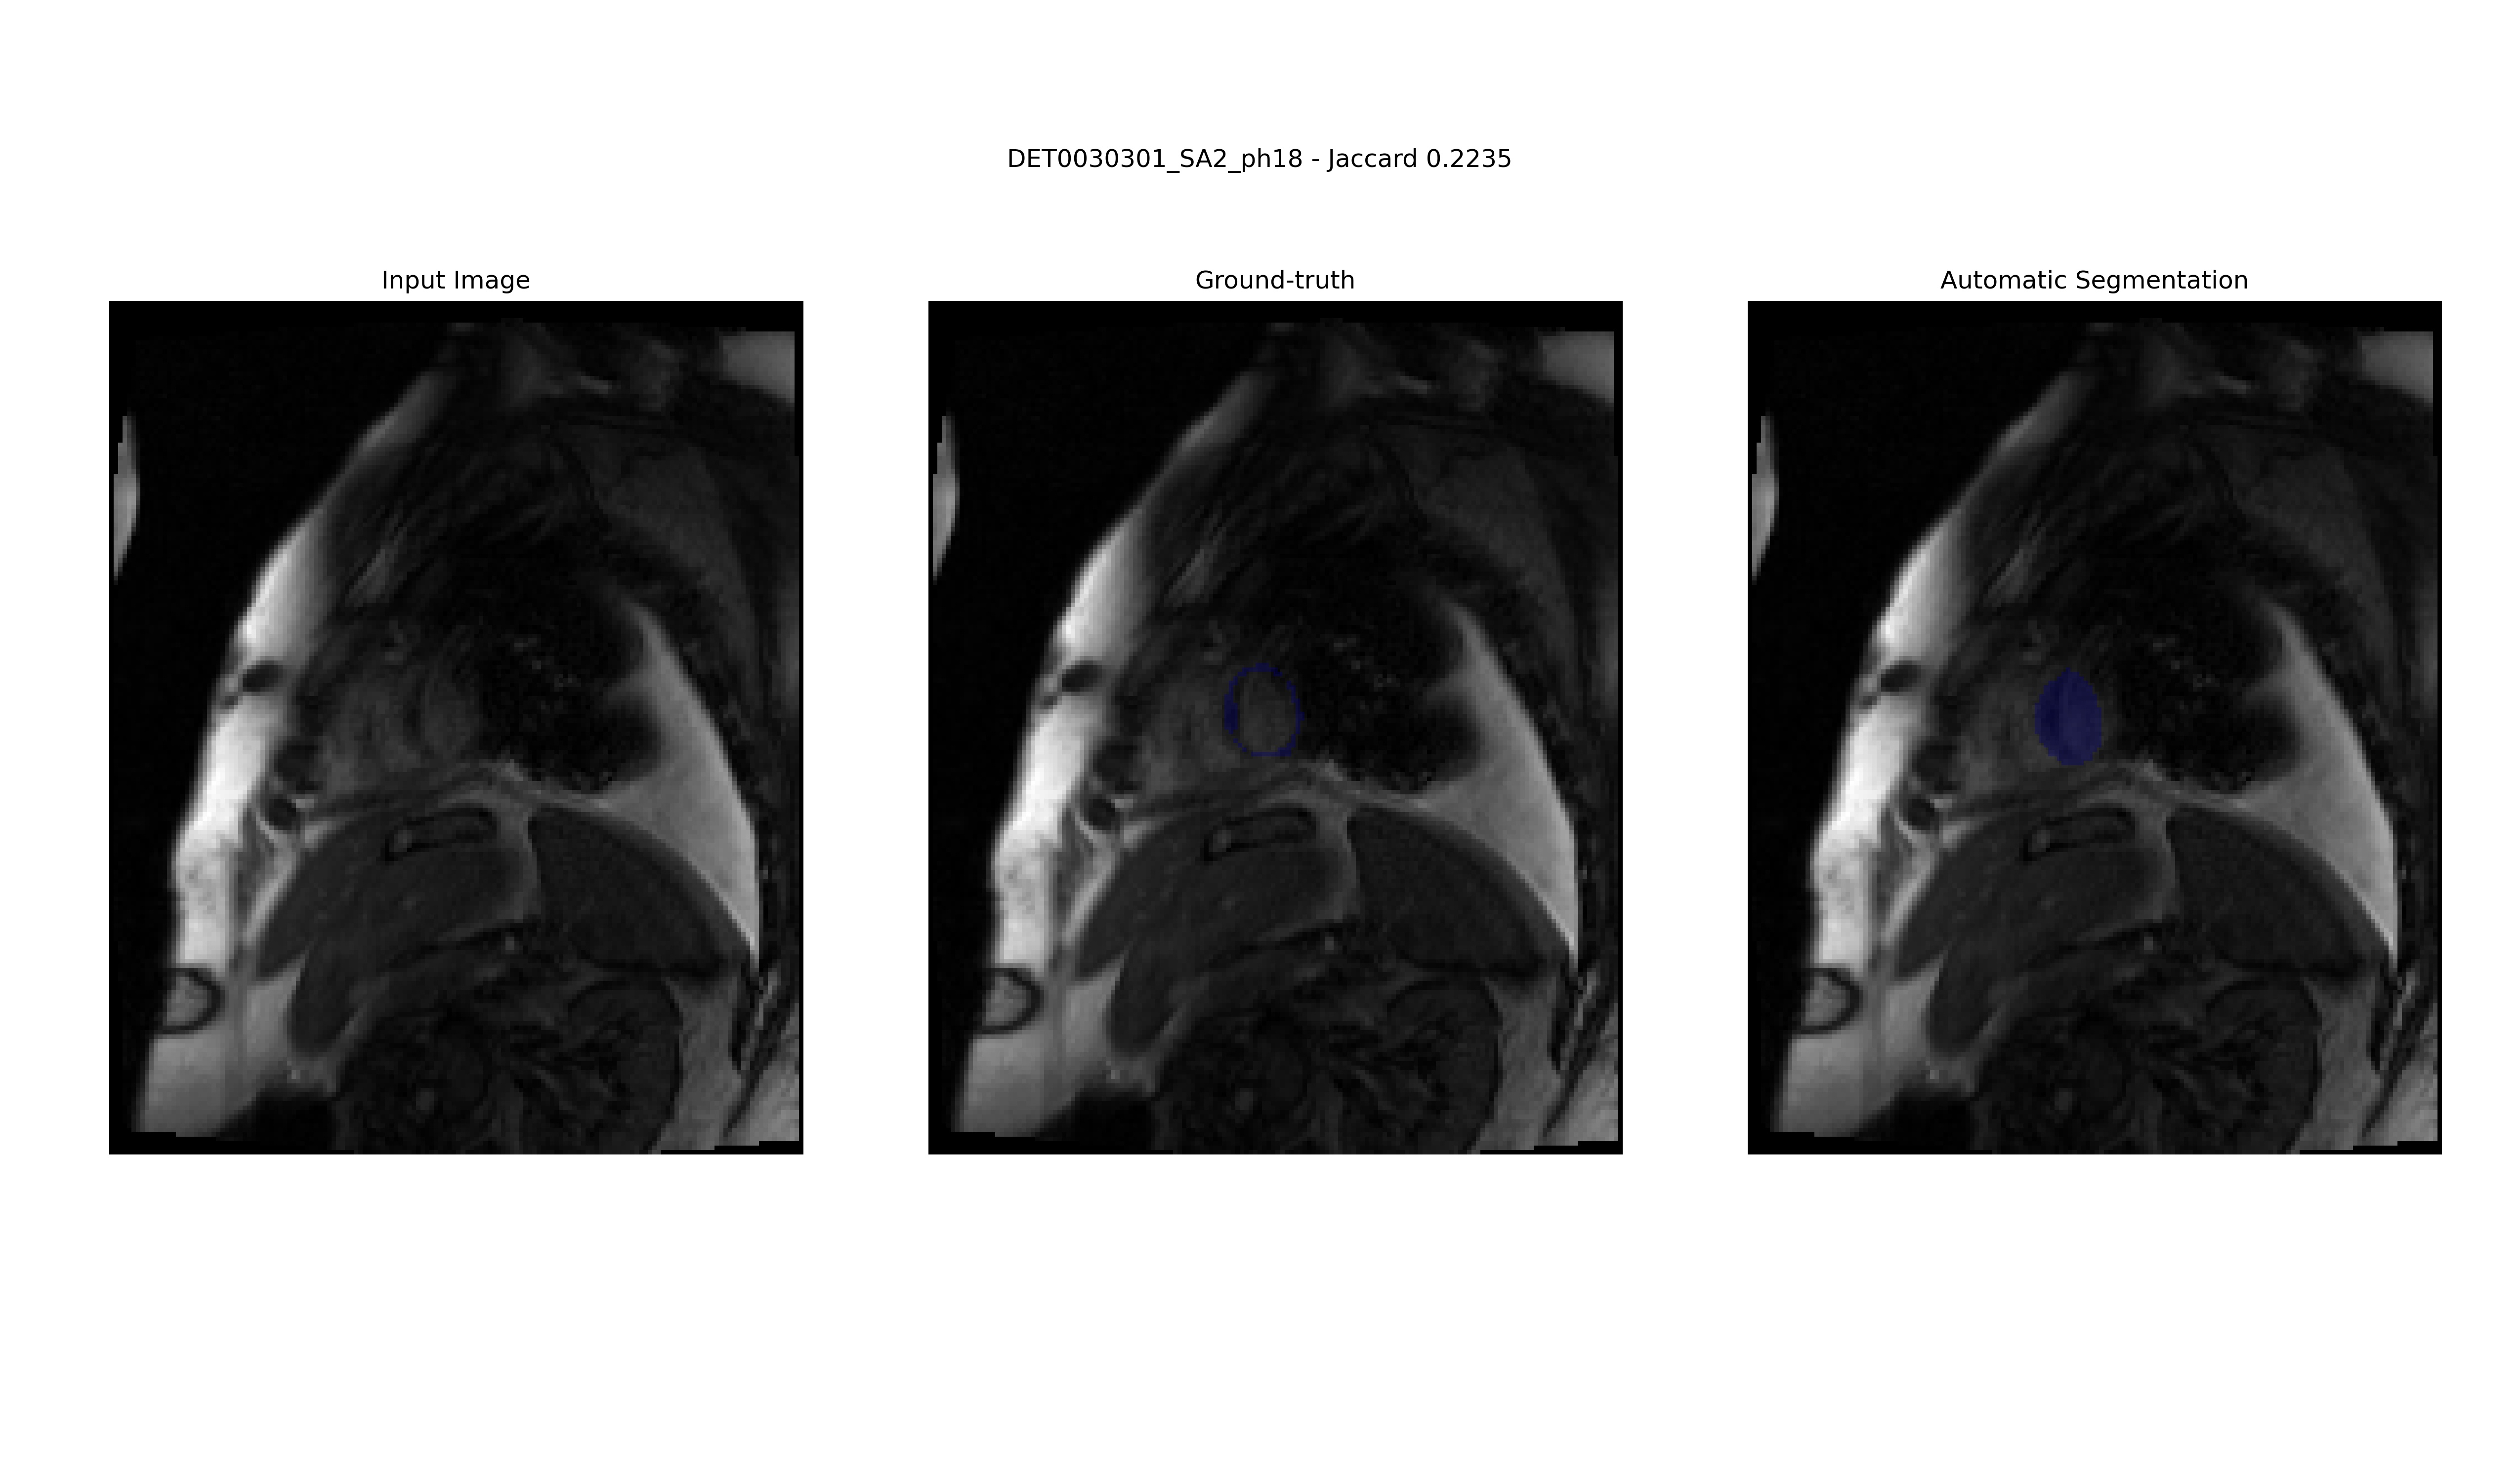 DET0030301_SA2_ph18 - Jaccard 0.2235
Input Image
Ground-truth
Automatic Segmentation